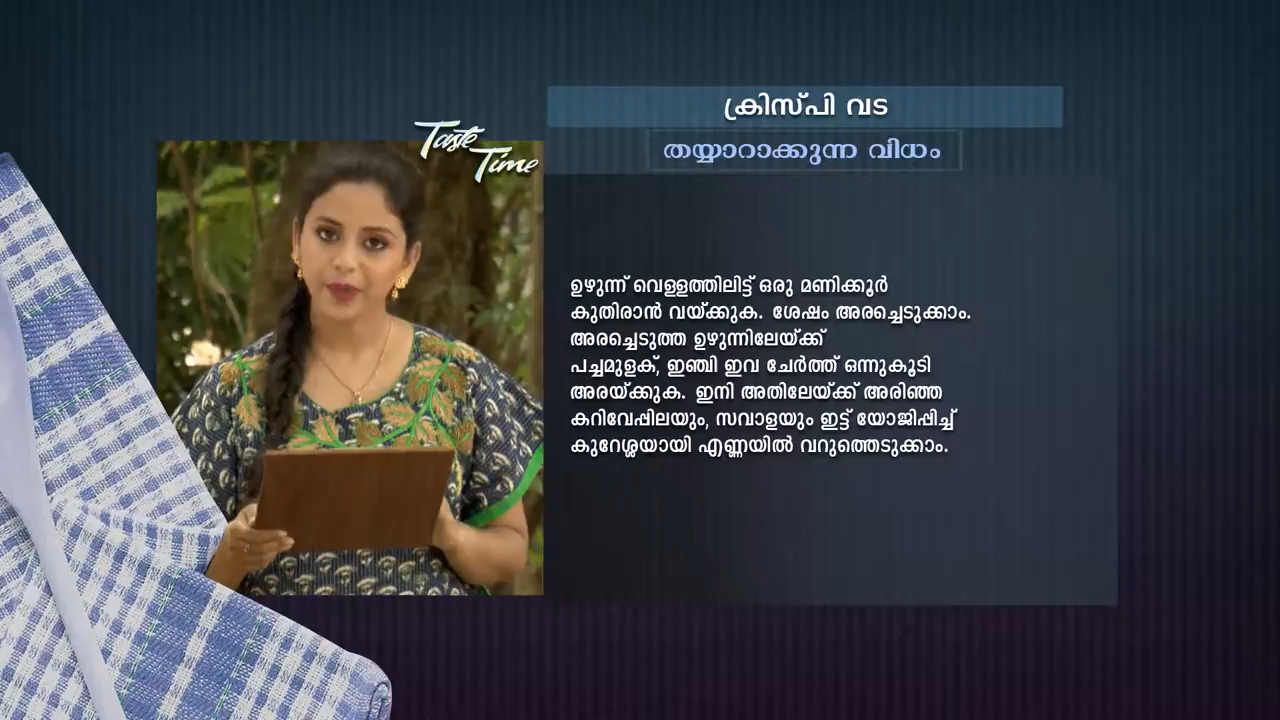 Taste
Time
ക്രിസ്പി വട
തയ്യാറാക്കുന്ന വിധം
ഉഴുന്ന് വെള്ളത്തിലിട്ട് ഒരു മണിക്കൂർ
കുതിരാൻ വയ്ക്കുക. ശേഷം അരച്ചെടുക്കാം.
അരച്ചെടുത്ത ഉഴുന്നിലേയ്ക്ക്
പച്ചമുളക്, ഇഞ്ചി ഇവ ചേർത്ത് ഒന്നുകൂടി
അരയ്ക്കുക. ഇനി അതിലേയ്ക്ക് അരിഞ്ഞ
കറിവേപ്പിലയും, സവാളയും ഇട്ട് യോജിപ്പിച്ച്
കുറേശ്ശയായി എണ്ണയിൽ വറുത്തെടുക്കാം.